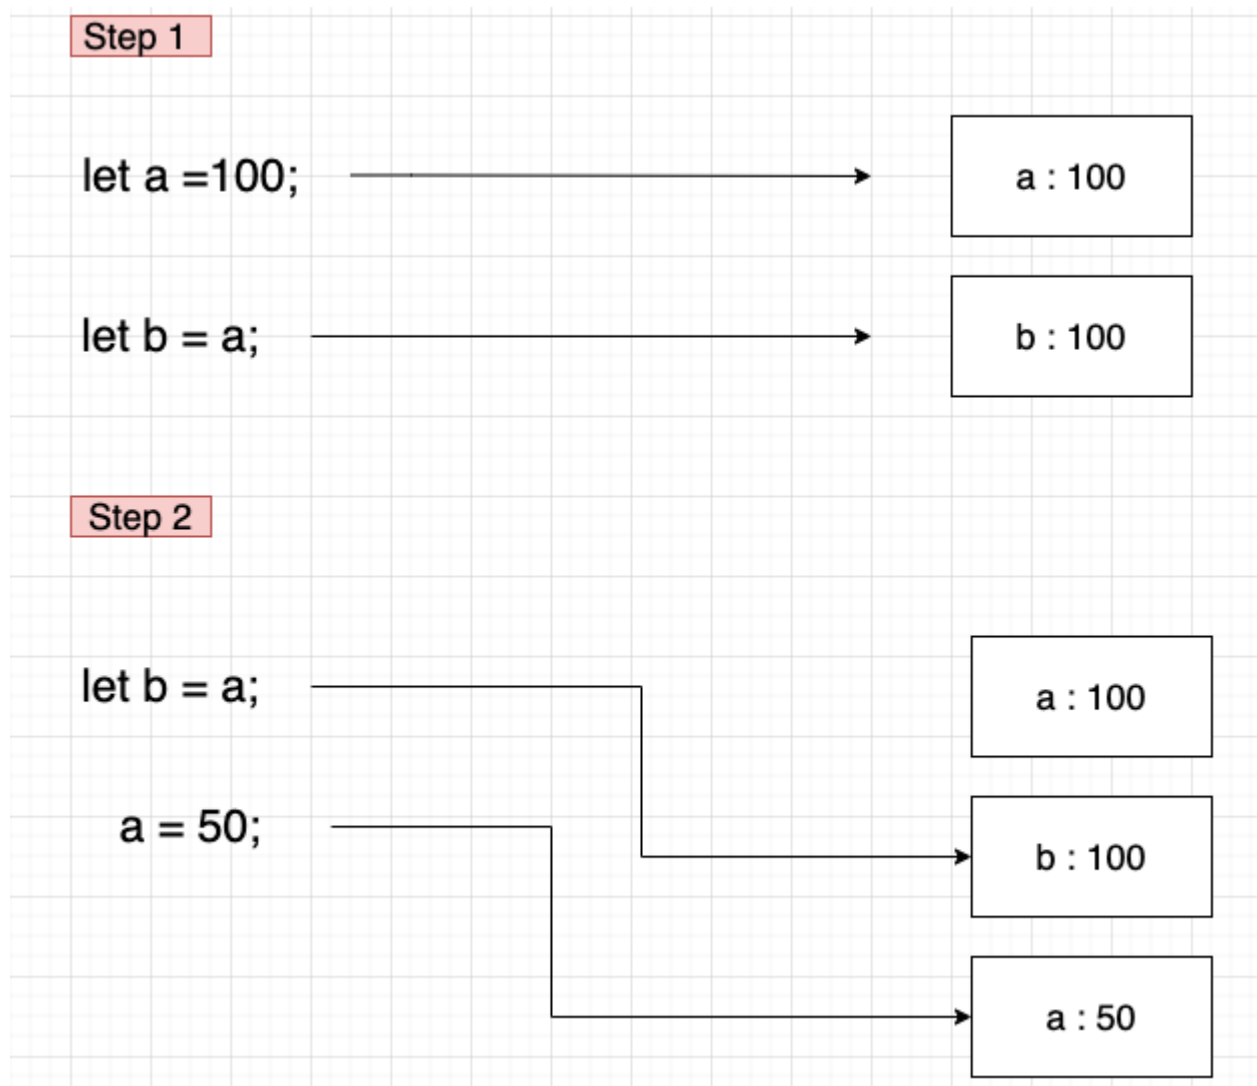 Step 1
let a =100;
a : 100
let b = a;
b : 100
Step 2
let b = a;
a : 100
a = 50;
b : 100
a : 50